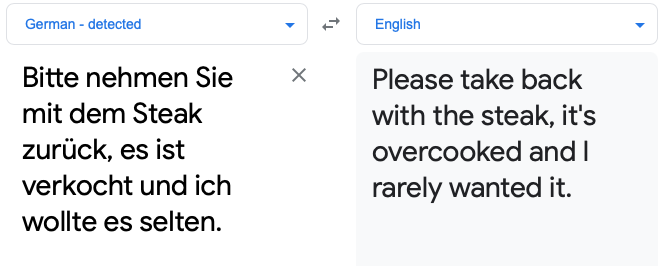 German - detected
English
Bitte nehmen Sie
mit dem Steak
zurück, es ist
verkocht und ich
wollte es selten.
Please take back
with the steak, it's
overcooked and I
rarely wanted it.